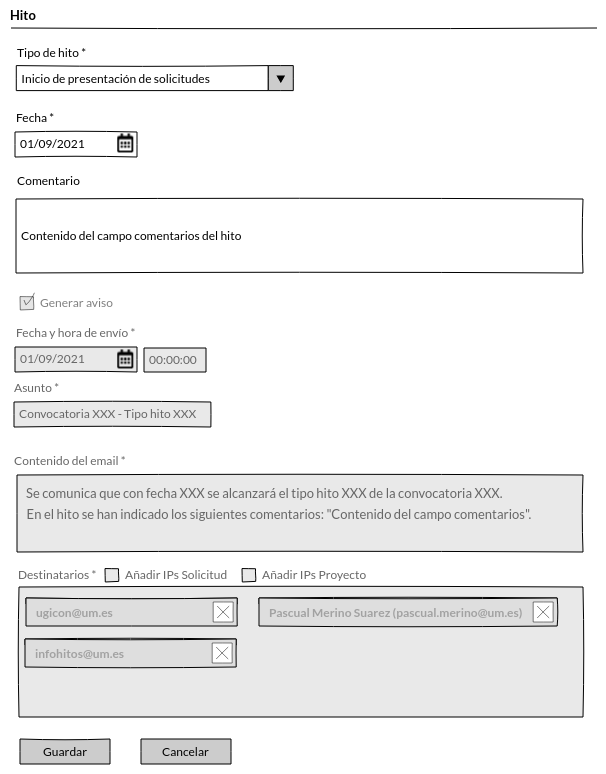 Hito
Tipo de hito *
Inicio de presentación de solicitudes
Fecha *
01/09/2021
Comentario
Contenido del campo comentarios del hito
Generar aviso
Fecha y hora de envío *
01/09/2021 00:00:00
Asunto *
Convocatoria XXX - Tipo hito XXX
Contenido del email *
Se comunica que con fecha XXX se alcanzará el tipo hito XXX de la convocatoria XXX.
En el hito se han indicado los siguientes comentarios: "Contenido del campo comentarios".
Destinatarios * Añadir IPs Solicitud Añadir IPs Proyecto
ugicon@um.es Pascual Merino Suarez (pascual.merino@um.es)
infohitos@um.es
Guardar Cancelar